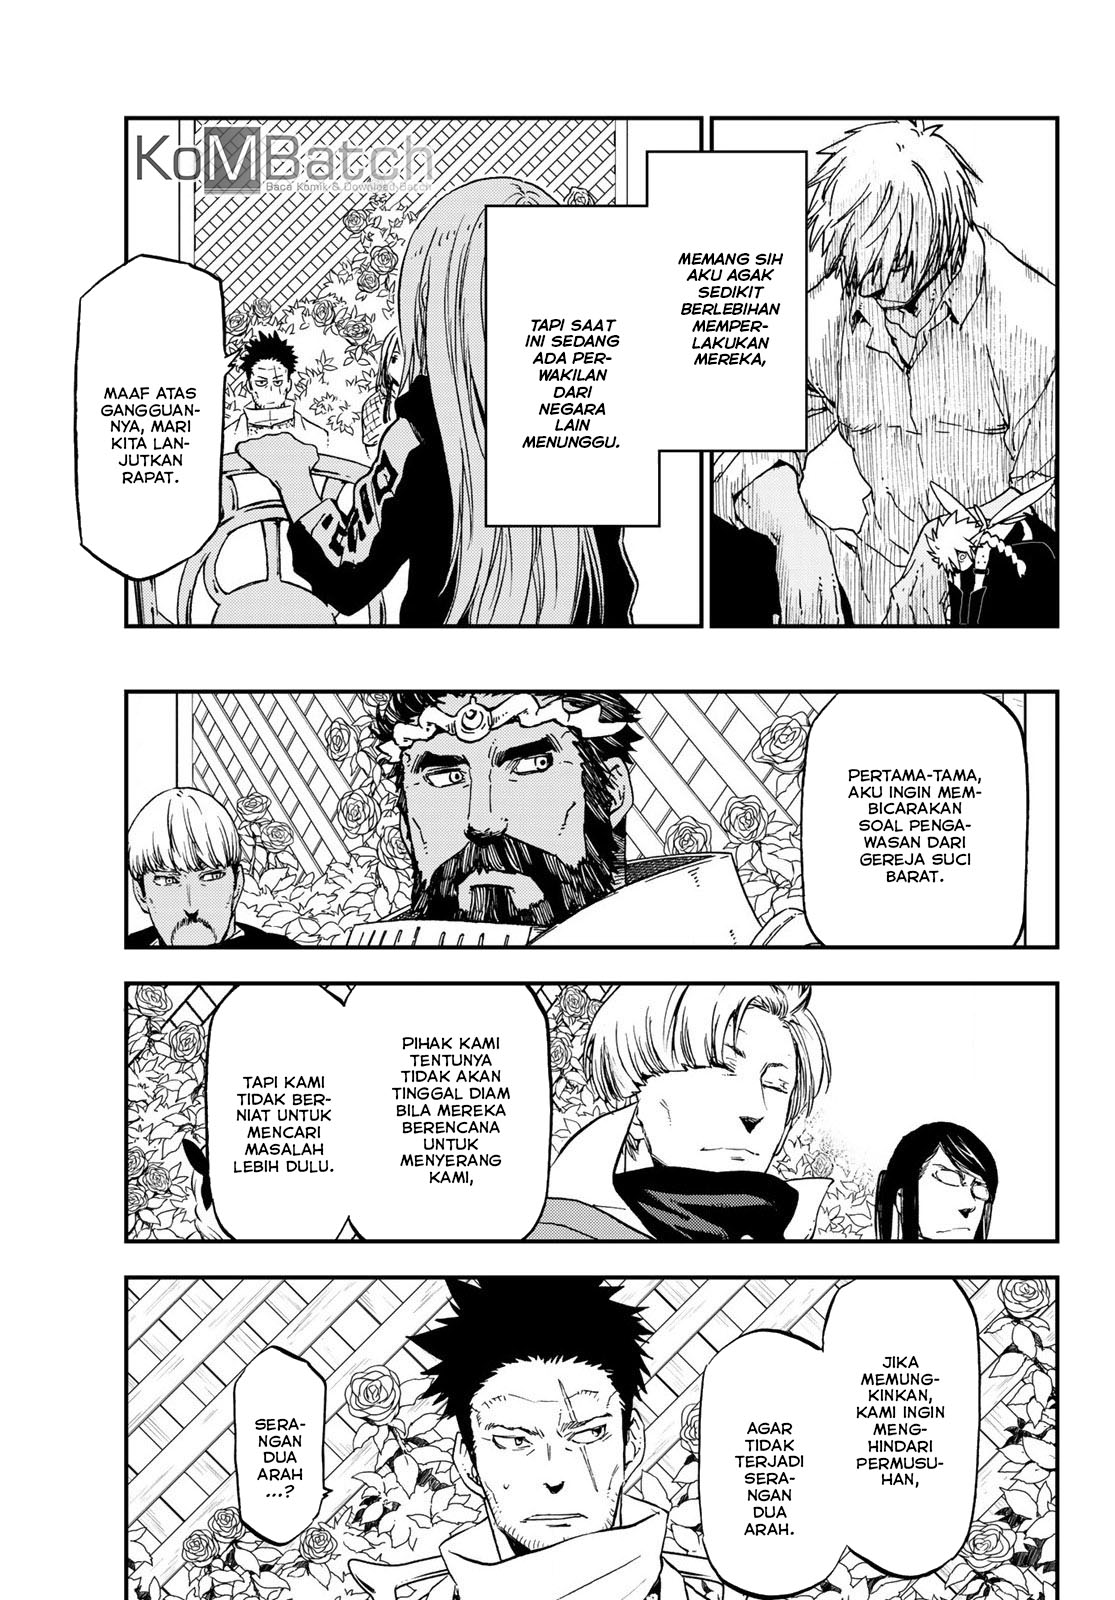 KoMBatch
Baca Komik & Download Batch
MEMANG SIH
AKU AGAK
SEDIKIT
BERLEBIHAN
MEMPER-
LAKUKAN
MEREKA,
TAPI SAAT
INI SEDANG
ADA PER-
WAKILAN
DARI
NEGARA
LAIN
MENUNGGU.
MAAF ATAS
GANGGUAN-
NYA, MARI
KITA LAN-
JUTKAN
RAPAT.
PERTAMA-TAMA,
AKU INGIN MEM-
BICARAKAN
SOAL PENGA-
WASAN DARI
GEREJA SUCI
BARAT.
PIHAK KAMI
TENTUNYA
TIDAK AKAN
TINGGAL DIAM
BILA MEREKA
BERENCANA
UNTUK
MENYERANG
KAMI,
TAPI KAMI
TIDAK BER-
NIAT UNTUK
MENCARI
MASALAH
LEBIH DULU.
JIKA
MEMUNG-
KINKAN,
KAMI INGIN
MENG-
HINDARI
PERMUSU-
HAN,
AGAR
TIDAK
TERJADI
SERA-
NGAN
DUA
ARAH.
SERA-
NGAN
DUA
ARAH
...?